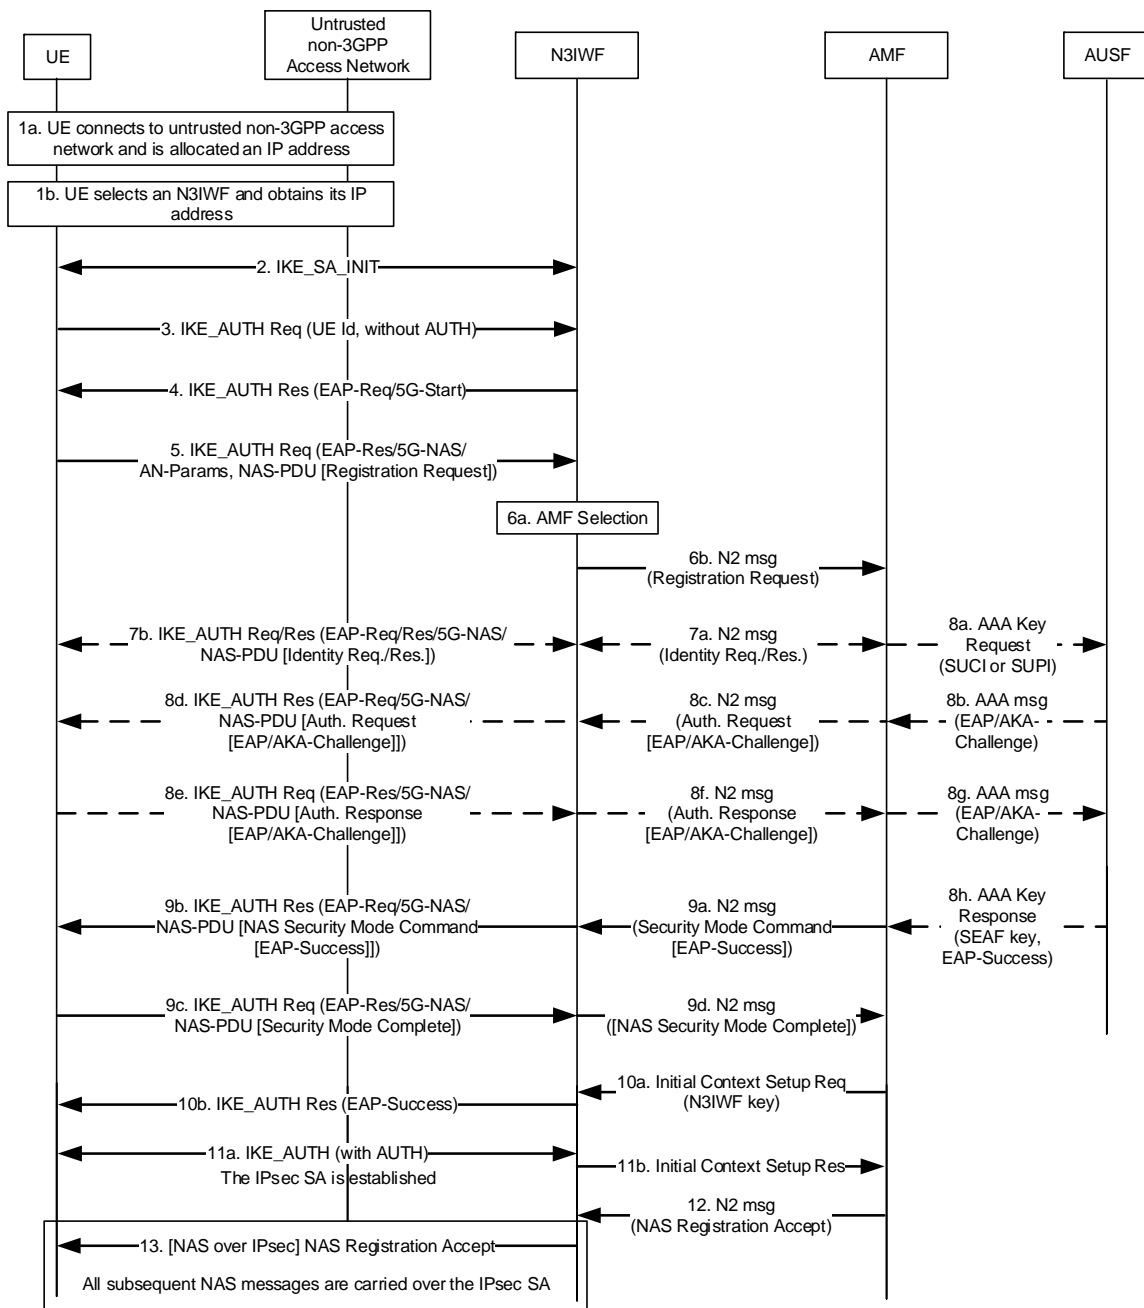 UE
Untrusted
non-3GPP
Access Network
N3IWF
AMF
AUSF
1a. UE connects to untrusted non-3GPP access
network and is allocated an IP address
1b. UE selects an N3IWF and obtains its IP
address
2. IKE_SA_INIT
3. IKE_AUTH Req (UE Id, without AUTH)
4. IKE_AUTH Res (EAP-Req/5G-Start)
5. IKE_AUTH Req (EAP-Res/5G-NAS/
AN-Params, NAS-PDU [Registration Request])
6a. AMF Selection
6b. N2 msg
(Registration Request)
7b. IKE_AUTH Req/Res (EAP-Req/Res/5G-NAS/
NAS-PDU [Identity Req./Res.])
7a. N2 msg
(Identity Req./Res.)
8a. AAA Key
Request
(SUCI or SUPI)
8d. IKE_AUTH Res (EAP-Req/5G-NAS/
NAS-PDU [Auth. Request
[EAP/AKA-Challenge]])
8c. N2 msg
(Auth. Request
[EAP/AKA-Challenge])
8b. AAA msg
(EAP/AKA-
Challenge)
8e. IKE_AUTH Req (EAP-Res/5G-NAS/
NAS-PDU [Auth. Response
[EAP/AKA-Challenge]])
8f. N2 msg
(Auth. Response
[EAP/AKA-Challenge])
8g. AAA msg
(EAP/AKA-
Challenge)
8h. AAA Key
Response
(SEAF key,
EAP-Success)
9b. IKE_AUTH Res (EAP-Req/5G-NAS/
NAS-PDU [NAS Security Mode Command
[EAP-Success]])
9a. N2 msg
(Security Mode Command
[EAP-Success])
9c. IKE_AUTH Req (EAP-Res/5G-NAS/
NAS-PDU [Security Mode Complete])
9d. N2 msg
([NAS Security Mode Complete])
10a. Initial Context Setup Req
(N3IWF key)
10b. IKE_AUTH Res (EAP-Success)
11a. IKE_AUTH (with AUTH)
The IPsec SA is established
11b. Initial Context Setup Res
12. N2 msg
(NAS Registration Accept)
13. [NAS over IPsec] NAS Registration Accept
All subsequent NAS messages are carried over the IPsec SA